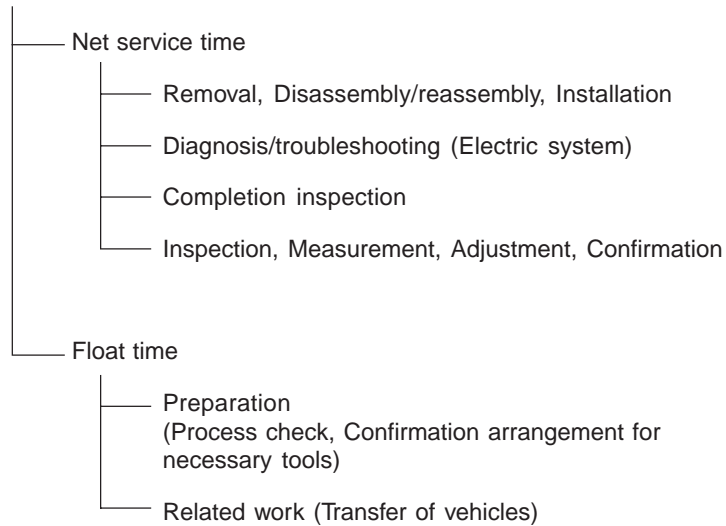 Net service time
Removal, Disassembly/reassembly, Installation
Diagnosis/troubleshooting (Electric system)
Completion inspection
Inspection, Measurement, Adjustment, Confirmation
Float time
Preparation
(Process check, Confirmation arrangement for
necessary tools)
Related work (Transfer of vehicles)